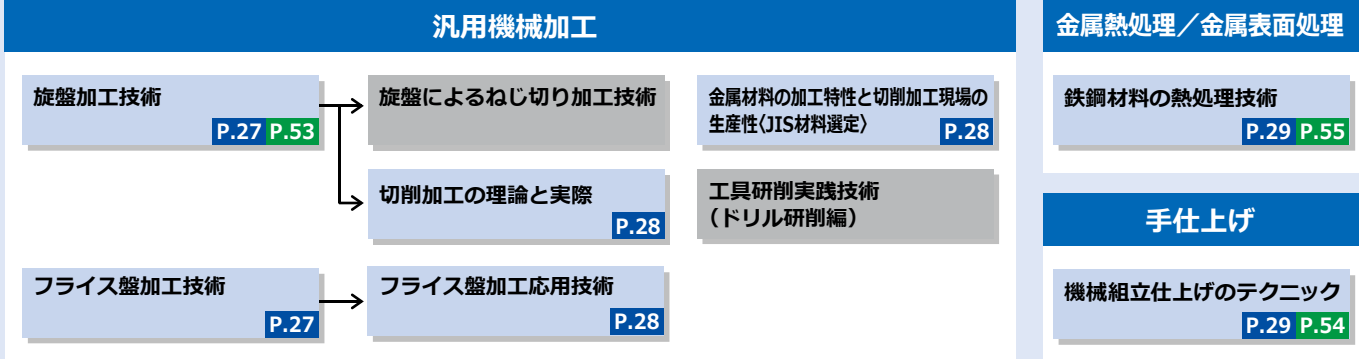 汎用機械加工
旋盤加工技術
P.27 P.53
旋盤によるねじ切り加工技術
金属材料の加工特性と切削加工現場の
生産性〈JIS材料選定〉
P.28
切削加工の理論と実際
P.28
工具研削実践技術
（ドリル研削編）
フライス盤加工技術
P.27
フライス盤加工応用技術
P.28
金属熱処理／金属表面処理
鉄鋼材料の熱処理技術
P.29 P.55
手仕上げ
機械組立仕上げのテクニック
P.29 P.54